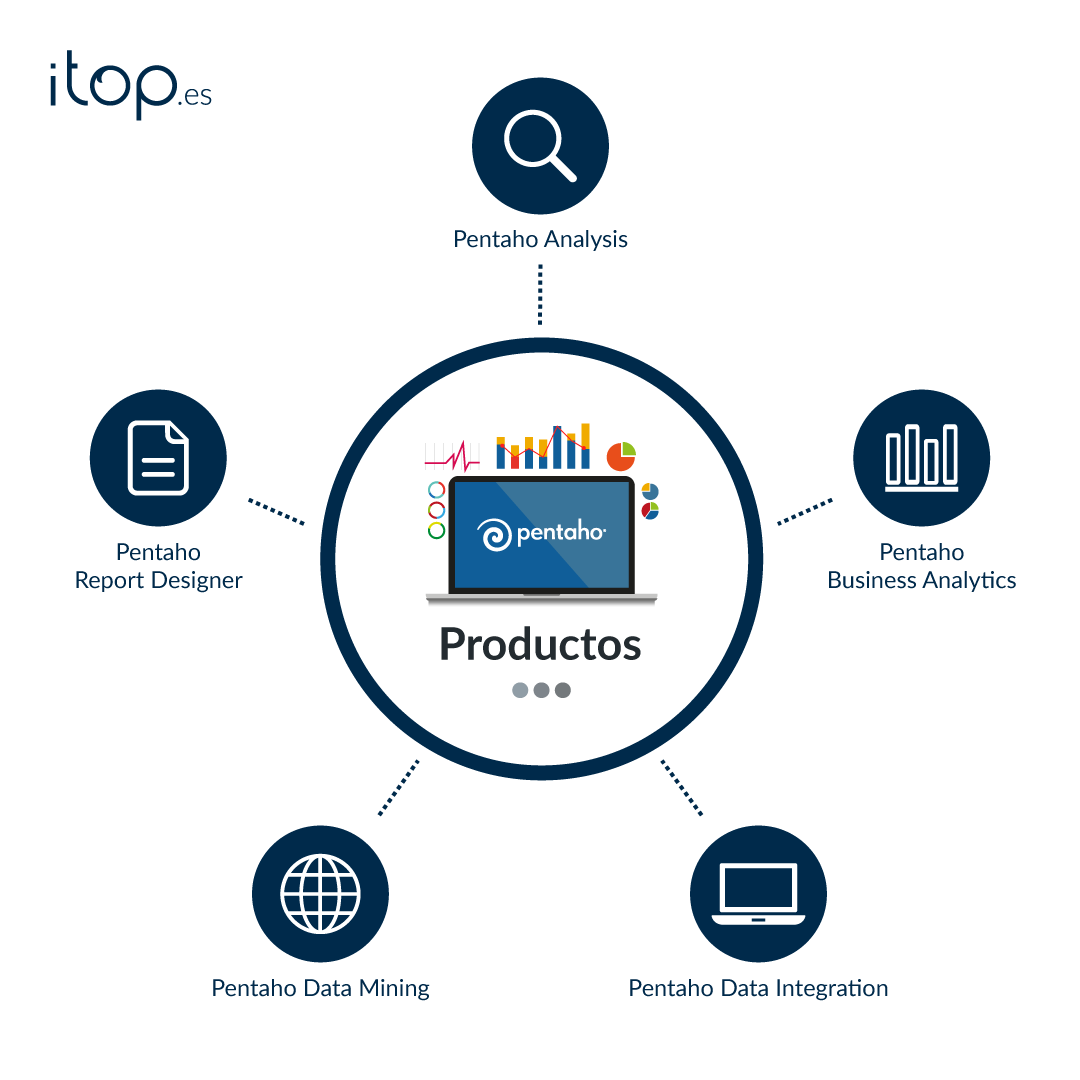 itop.es
Pentaho Analysis
Pentaho
Report Designer
Pentaho
Business Analytics
pentaho
Productos
Pentaho Data Mining
Pentaho Data Integration